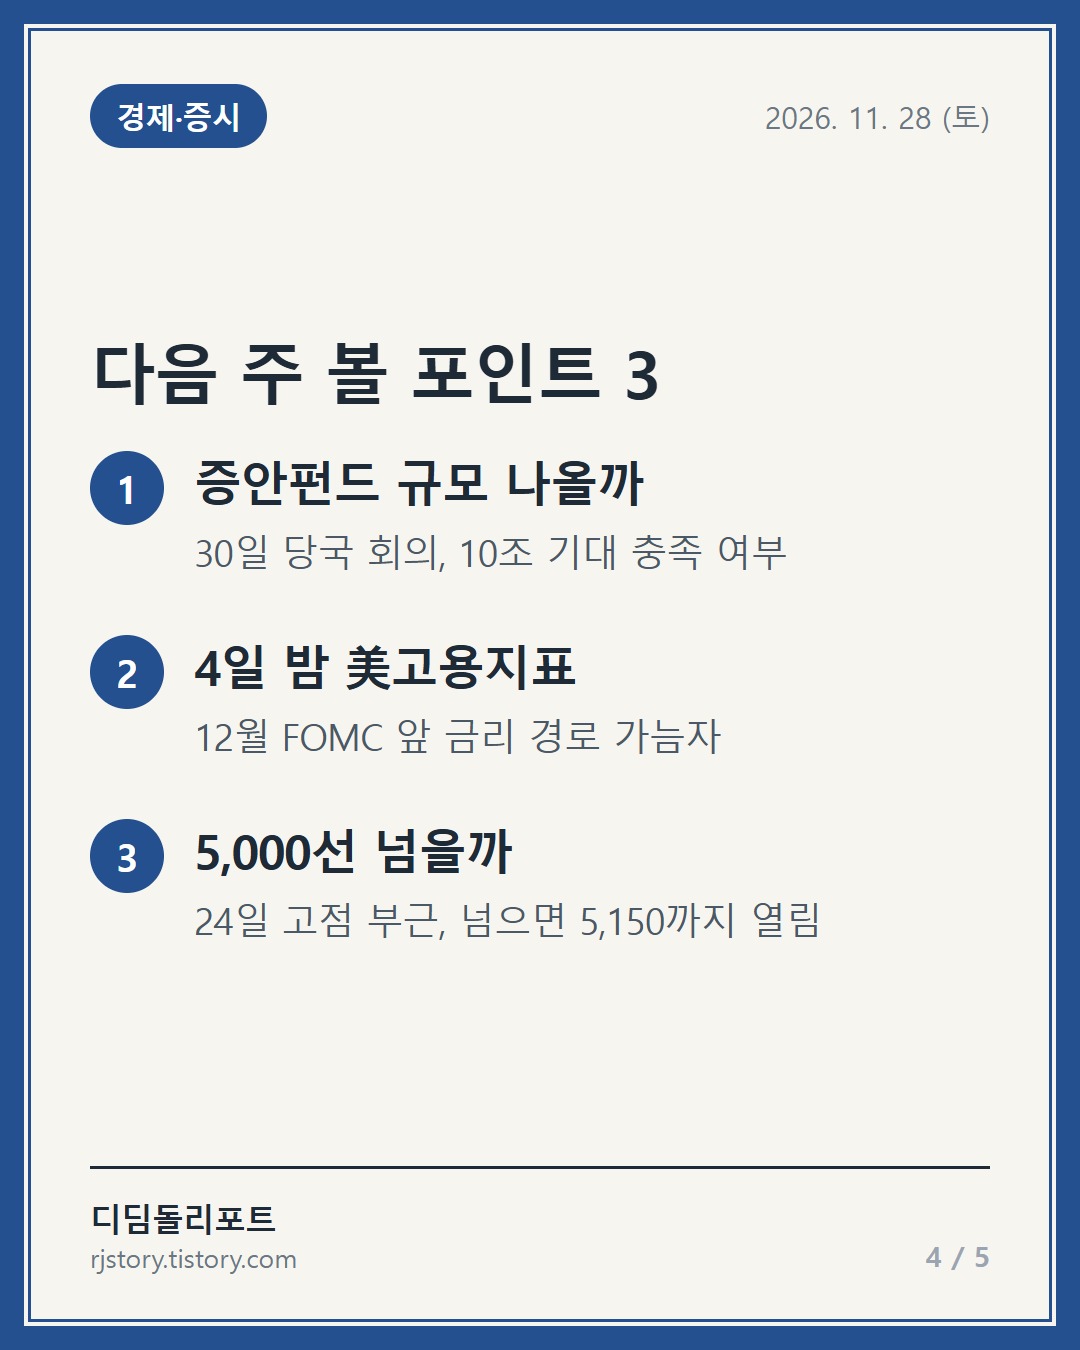 경제·증시
2026. 11. 28 (토)
다음 주 볼 포인트 3
1
증안펀드 규모 나올까
30일 당국 회의, 10조 기대 충족 여부
2
4일 밤 美고용지표
12월 FOMC 앞 금리 경로 가늠자
3
5,000선 넘을까
24일 고점 부근, 넘으면 5,150까지 열림
디딤돌리포트
rjstory.tistory.com
4 / 5